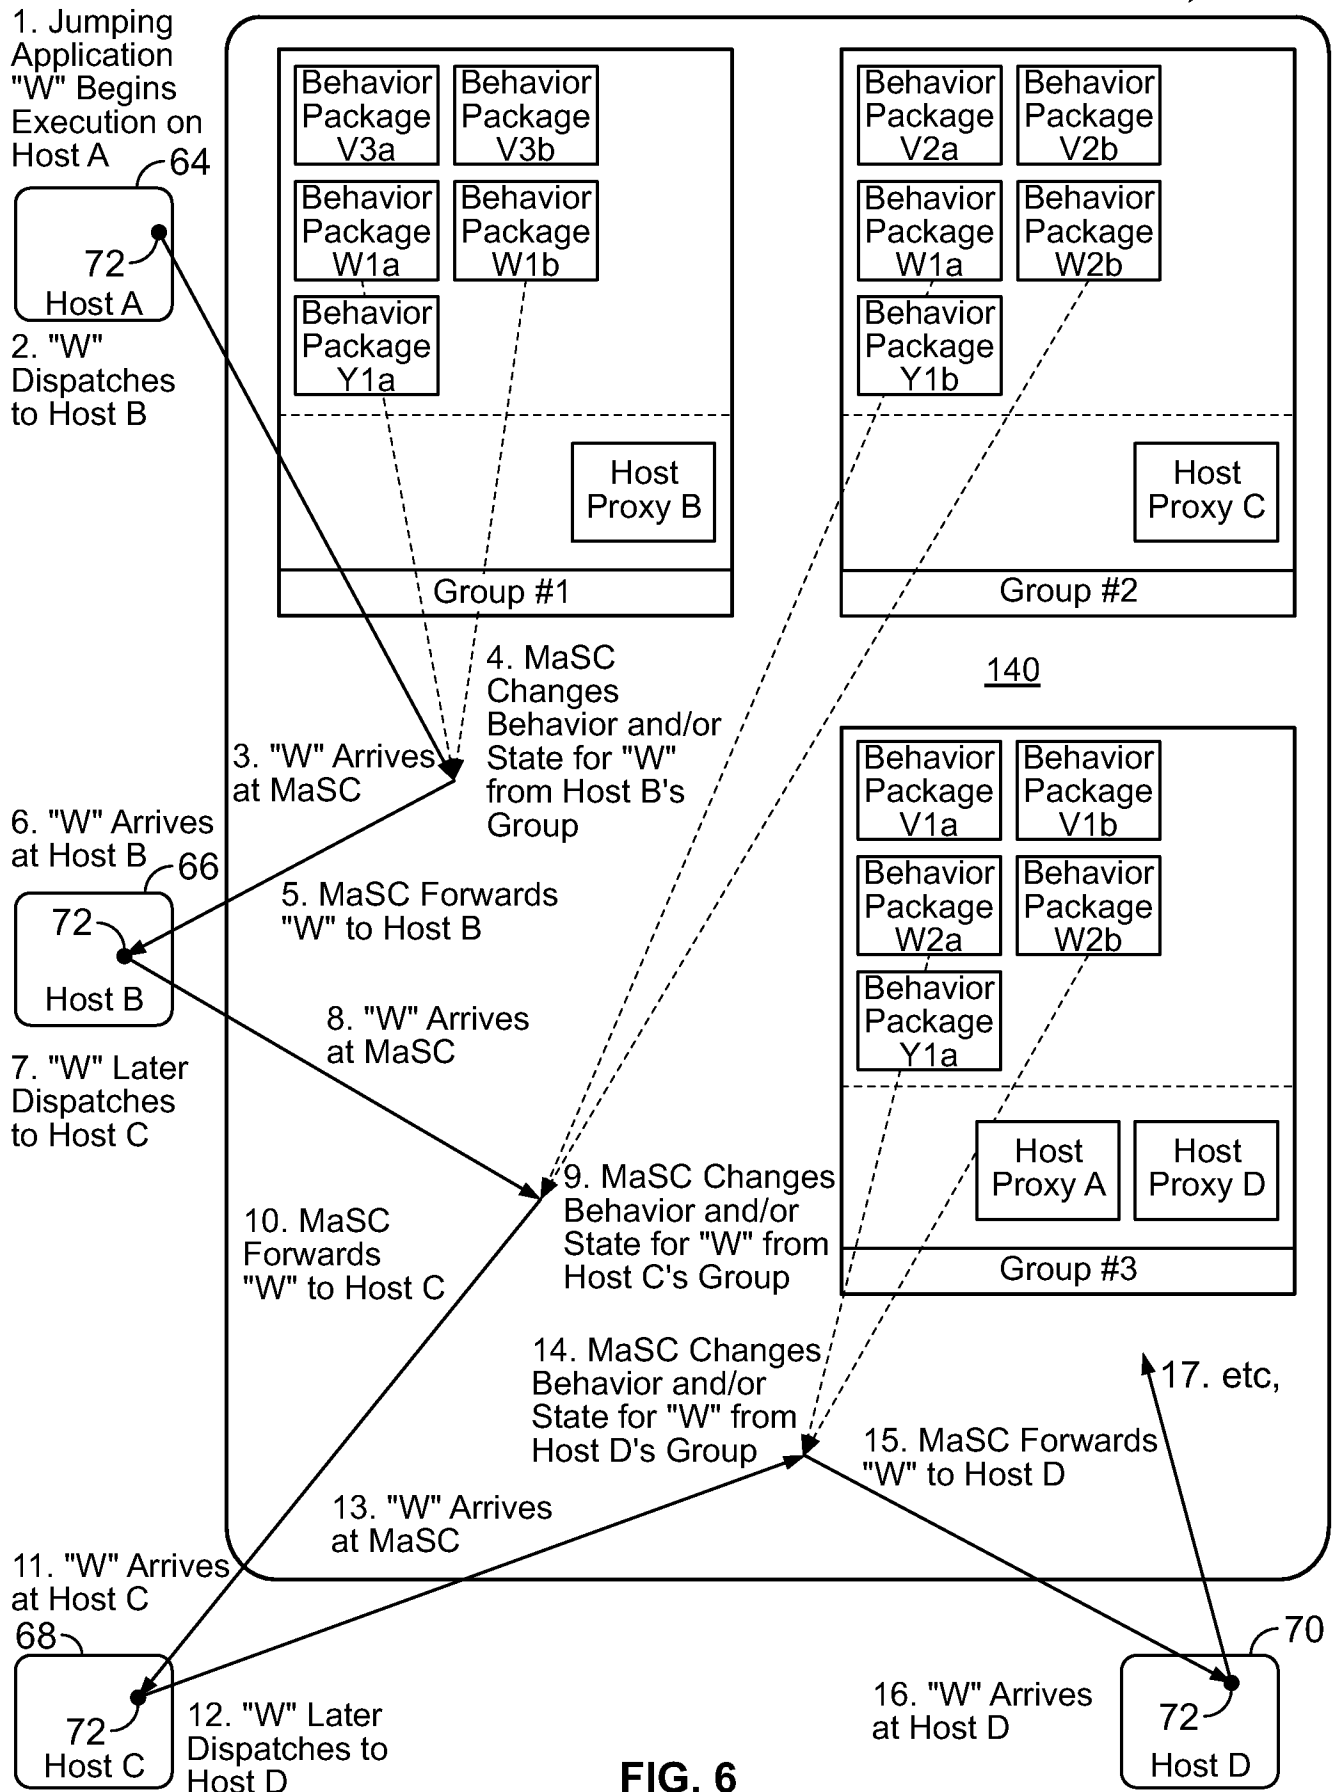 1. Jumping
Application
"W" Begins
Execution on
Host A
64
72
Host A
2. "W"
Dispatches
to Host B
Behavior
Package
V3a
Behavior
Package
V3b
Behavior
Package
W1a
Behavior
Package
W1b
Behavior
Package
Y1a
Host
Proxy B
Group #1
Behavior
Package
V2a
Behavior
Package
V2b
Behavior
Package
W1a
Behavior
Package
W2b
Behavior
Package
Y1b
Host
Proxy C
Group #2
140
3. "W" Arrives
at MaSC
4. MaSC
Changes
Behavior and/or
State for "W"
from Host B's
Group
5. MaSC Forwards
"W" to Host B
6. "W" Arrives
at Host B
66
72
Host B
7. "W" Later
Dispatches
to Host C
8. "W" Arrives
at MaSC
Behavior
Package
V1a
Behavior
Package
V1b
Behavior
Package
W2a
Behavior
Package
W2b
Behavior
Package
Y1a
Host
Proxy A
Host
Proxy D
Group #3
9. MaSC Changes
Behavior and/or
State for "W" from
Host C's Group
10. MaSC
Forwards
"W" to Host C
11. "W" Arrives
at Host C
68
72
Host C
12. "W" Later
Dispatches to
Host D
13. "W" Arrives
at MaSC
14. MaSC Changes
Behavior and/or
State for "W" from
Host D's Group
15. MaSC Forwards
"W" to Host D
16. "W" Arrives
at Host D
70
72
Host D
17. etc,
FIG. 6